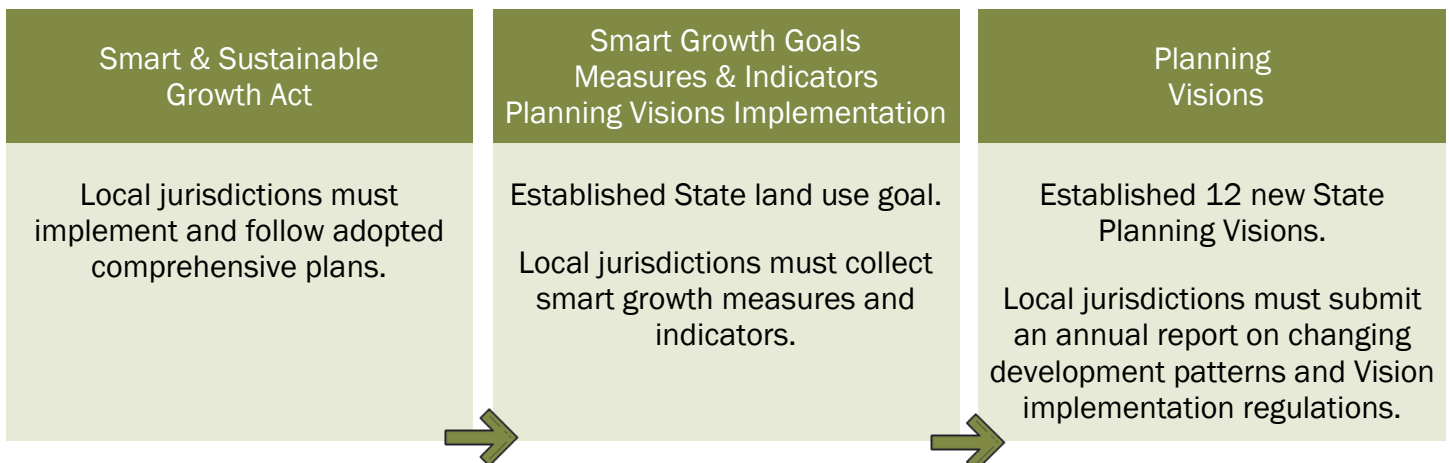 Smart & Sustainable
Growth Act
Local jurisdictions must
implement and follow adopted
comprehensive plans.
Smart Growth Goals
Measures & Indicators
Planning Visions Implementation
Established State land use goal.
Local jurisdictions must collect
smart growth measures and
indicators.
Planning
Visions
Established 12 new State
Planning Visions.
Local jurisdictions must submit
an annual report on changing
development patterns and Vision
implementation regulations.